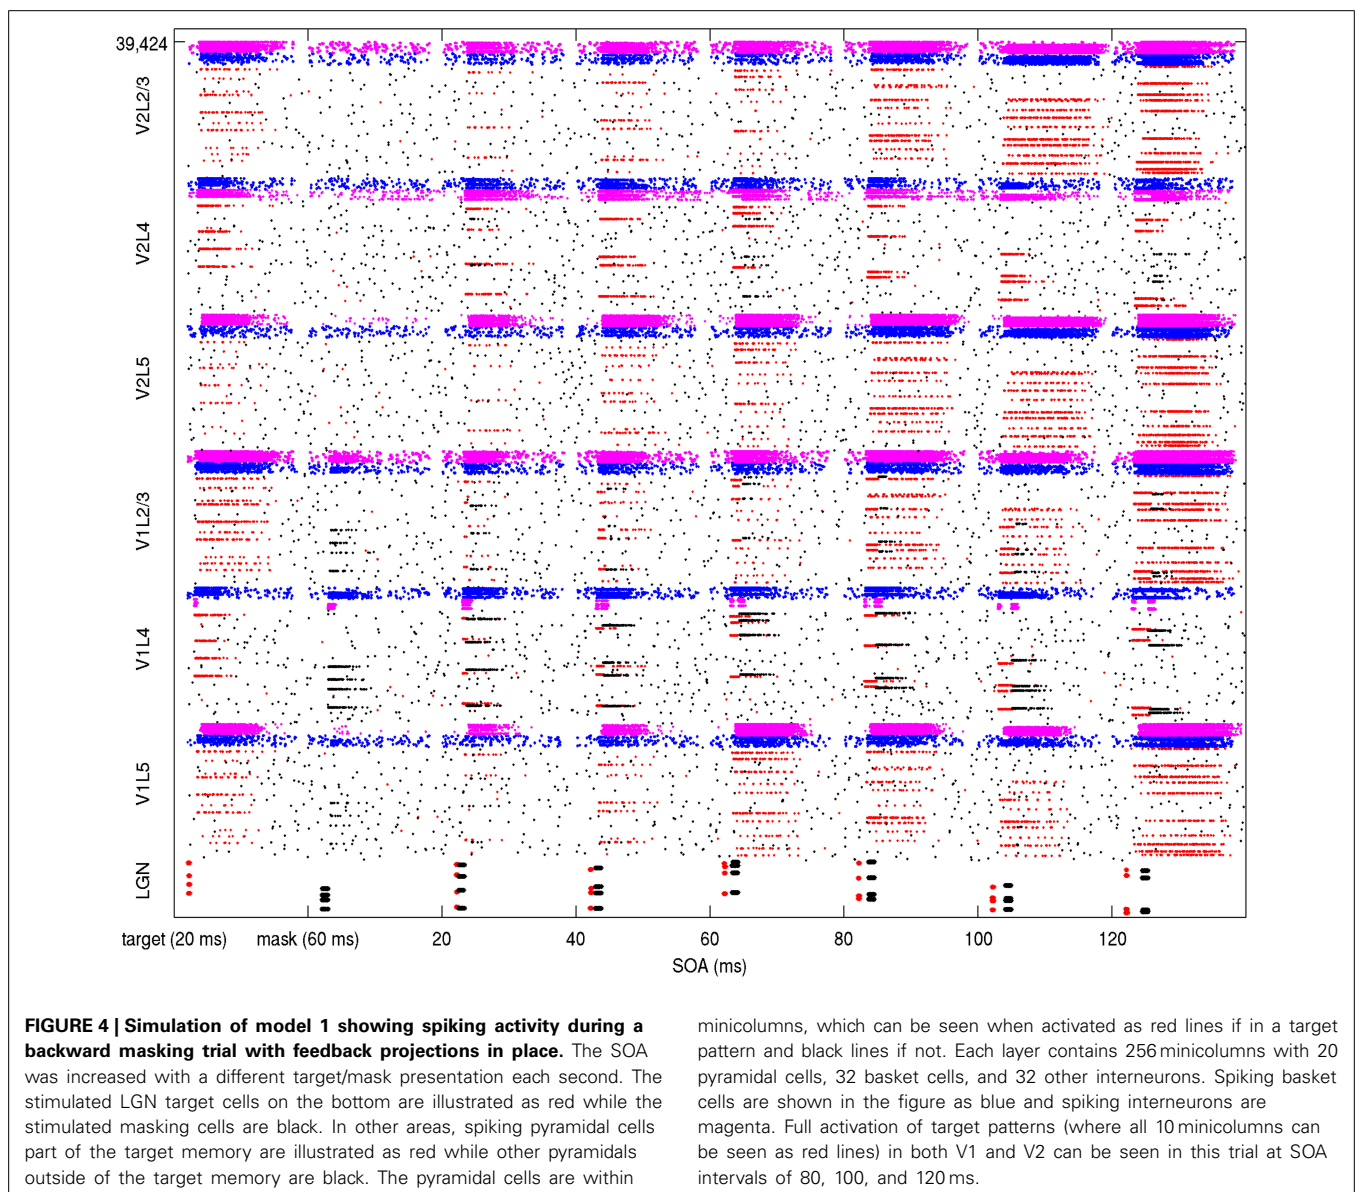 39,424
V2L2/3
V2L4
V2L5
V1L2/3
V1L4
V1L5
LGN
target (20 ms) mask (60 ms) 20 40 60 80 100 120 140
SOA (ms)
FIGURE 4 | Simulation of model 1 showing spiking activity during a
backward masking trial with feedback projections in place. The SOA
was increased with a different target/mask presentation each second. The
stimulated LGN target cells on the bottom are illustrated as red while the
stimulated masking cells are black. In other areas, spiking pyramidal cells
part of the target memory are illustrated as red while other pyramidals
outside of the target memory are black. The pyramidal cells are within
minicolumns, which can be seen when activated as red lines if in a target
pattern and black lines if not. Each layer contains 256 minicolumns with 20
pyramidal cells, 32 basket cells, and 32 other interneurons. Spiking basket
cells are shown in the figure as blue and spiking interneurons are
magenta. Full activation of target patterns (where all 10 minicolumns can
be seen as red lines) in both V1 and V2 can be seen in this trial at SOA
intervals of 80, 100, and 120 ms.